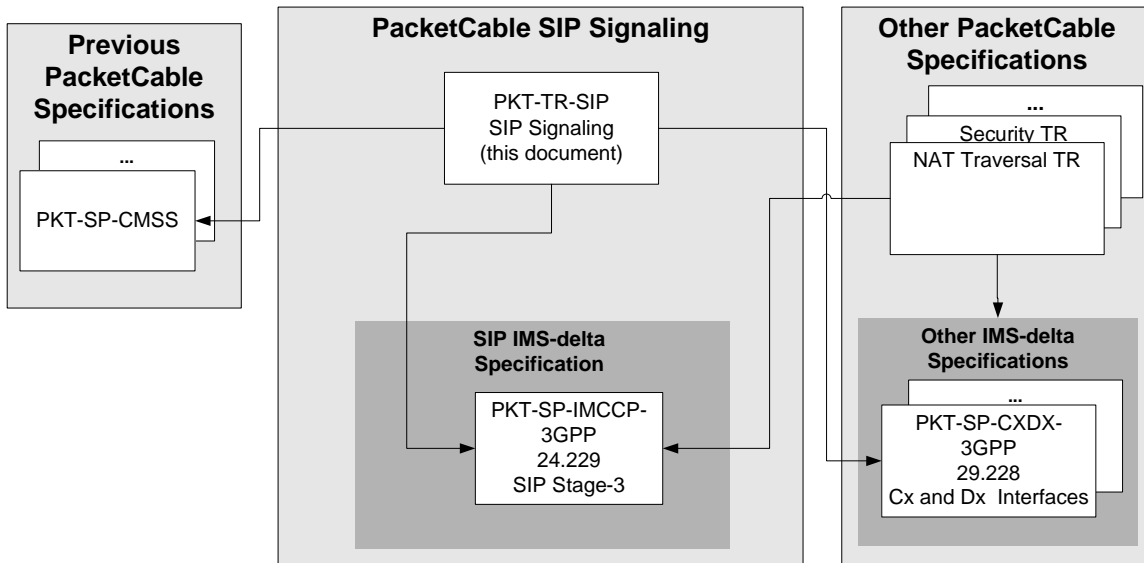 Previous
PacketCable
Specifications
...
PKT-SP-CMSS
PacketCable SIP Signaling
PKT-TR-SIP
SIP Signaling
(this document)
SIP IMS-delta
Specification
PKT-SP-IMCCP-
3GPP
24.229
SIP Stage-3
Other PacketCable
Specifications
...
Security TR
NAT Traversal TR
Other IMS-delta
Specifications
...
PKT-SP-CXDX-
3GPP
29.228
Cx and Dx Interfaces